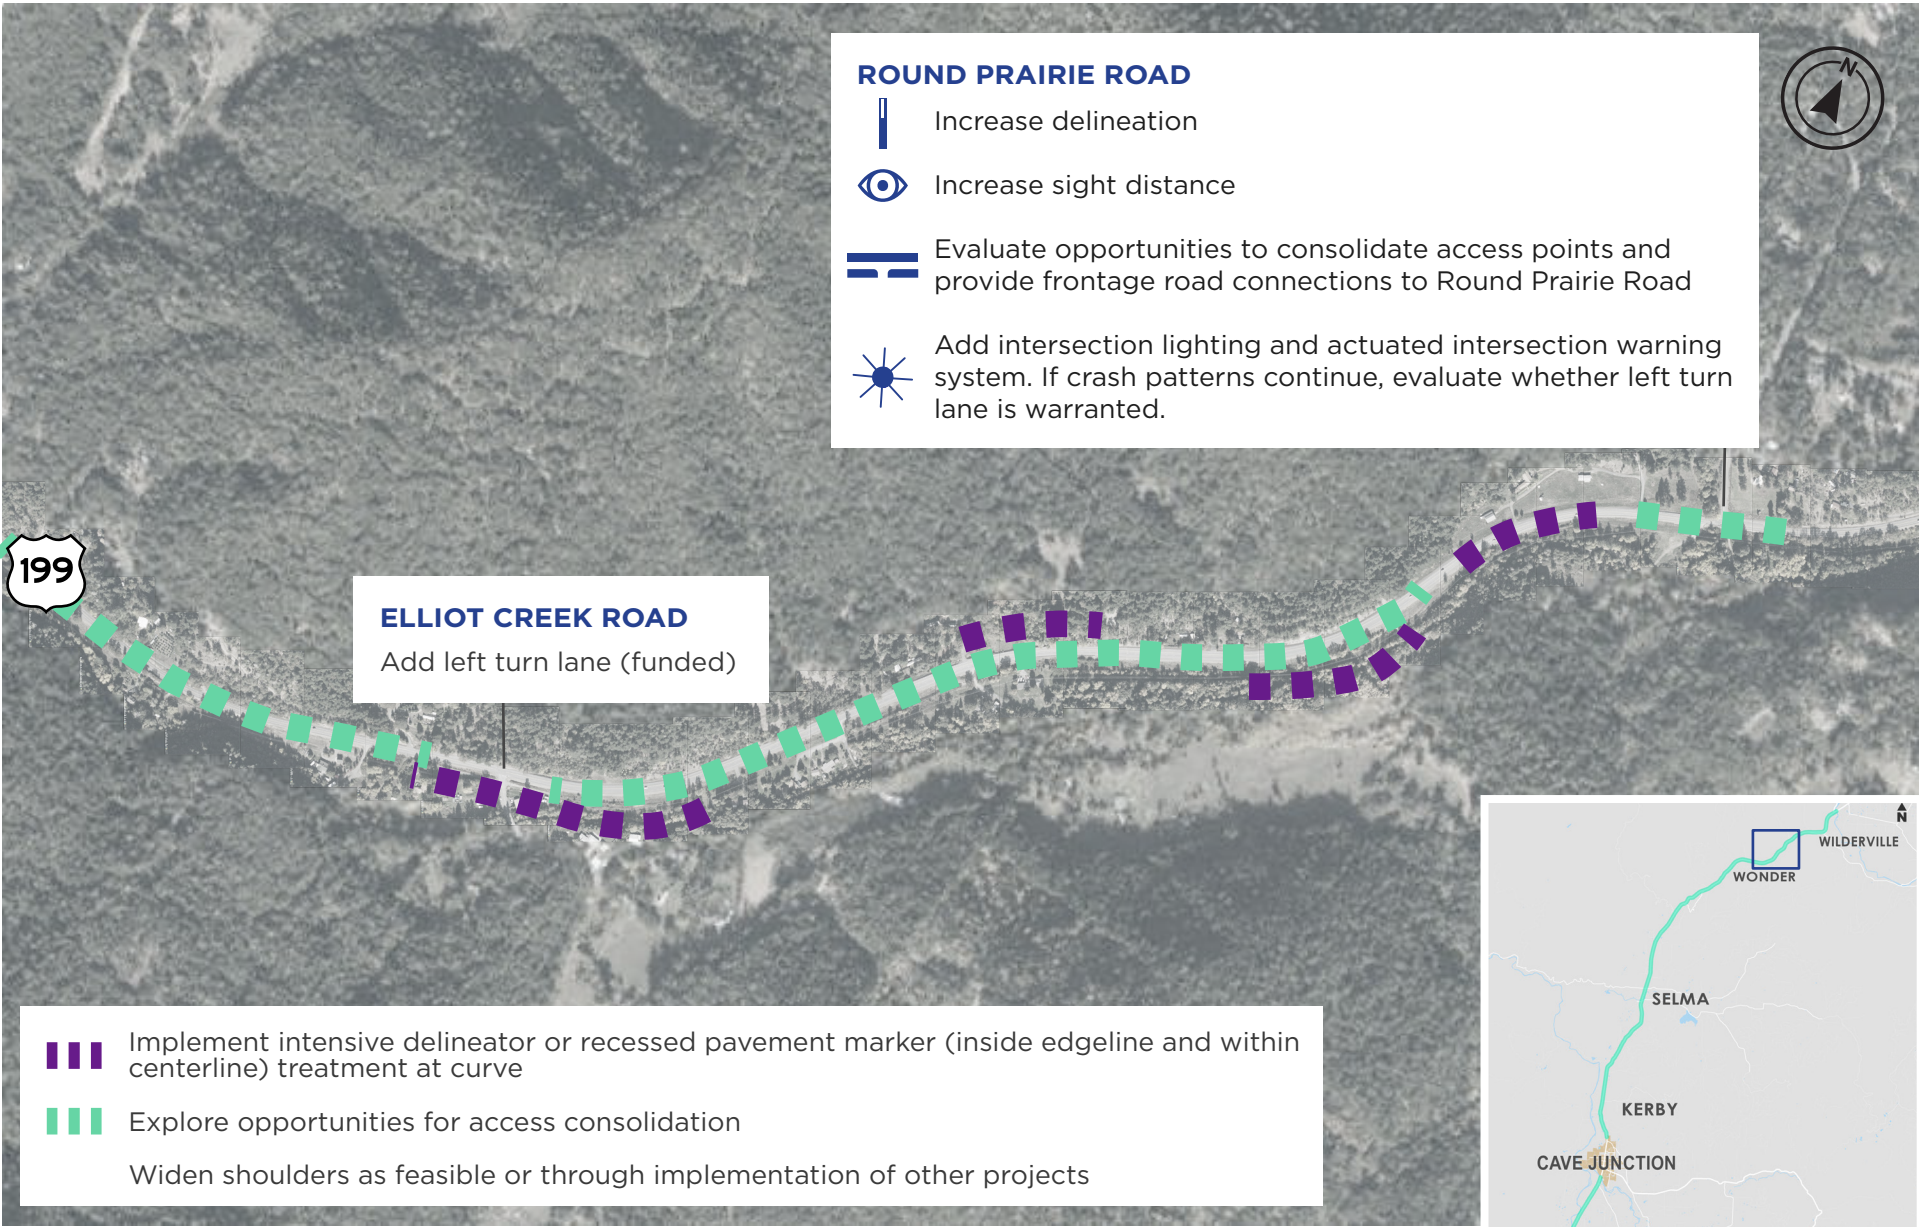 ROUND PRAIRIE ROAD
Increase delineation
Increase sight distance
Evaluate opportunities to consolidate access points and
provide frontage road connections to Round Prairie Road
Add intersection lighting and actuated intersection warning
system. If crash patterns continue, evaluate whether left turn
lane is warranted.
N
199
ELLIOT CREEK ROAD
Add left turn lane (funded)
Implement intensive delineator or recessed pavement marker (inside edgeline and within
centerline) treatment at curve
Explore opportunities for access consolidation
Widen shoulders as feasible or through implementation of other projects
N
WILDERVILLE
WONDER
SELMA
KERBY
CAVE JUNCTION